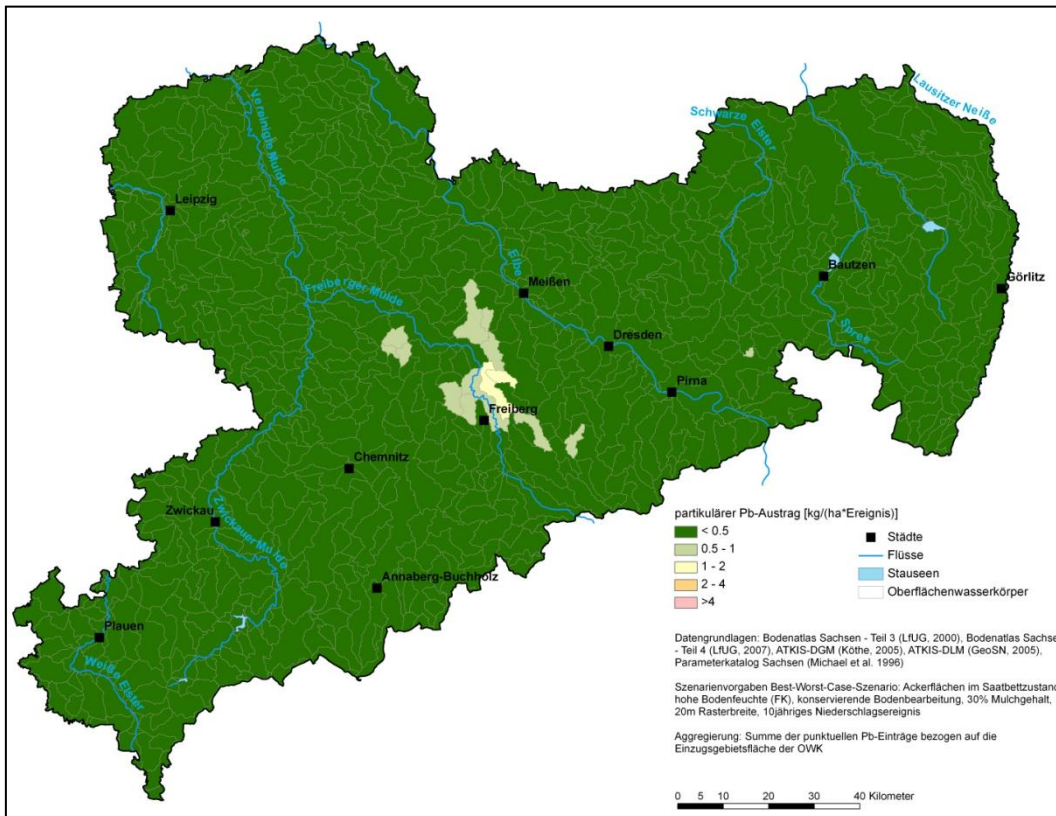 Lausitzer Neiße
Schwarze Elster
Vereinigte Mulde
Leipzig
Elbe
Bautzen
Görlitz
Meißen
Freiberger Mulde
Dresden
Spree
Pirna
Freiberg
Chemnitz
Zwickau
Zwickauer Mulde
Annaberg-Buchholz
Plauen
Weiße Elster
partikulärer Pb-Austrag [kg/(ha*Ereignis)]
< 0.5
0.5 - 1
1 - 2
2 - 4
>4
Städte
Flüsse
Stauseen
Oberflächenwasserkörper
Datengrundlagen: Bodenatlas Sachsen - Teil 3 (LfUG, 2000), Bodenatlas Sachse
- Teil 4 (LfUG, 2007), ATKIS-DGM (Köthe, 2005), ATKIS-DLM (GeoSN, 2005),
Parameterkatalog Sachsen (Michael et al. 1996)
Szenarienvorgaben Best-Worst-Case-Szenario: Ackerflächen im Saatbettzustand
hohe Bodenfeuchte (FK), konservierende Bodenbearbeitung, 30% Mulchgehalt,
20m Rasterbreite, 10jähriges Niederschlagsereignis
Aggregierung: Summe der punktuellen Pb-Einträge bezogen auf die
Einzugsgebietsfläche der OWK
0 5 10 20 30 40 Kilometer